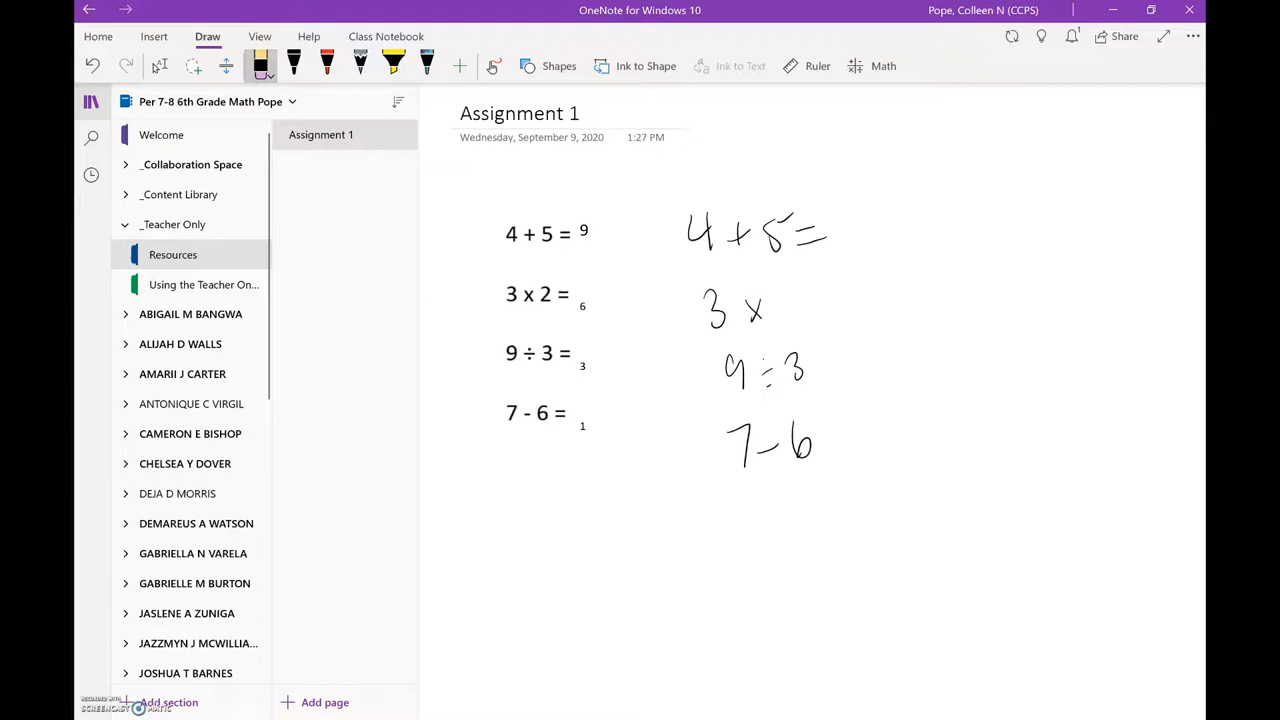 OneNote for Windows 10
Pope, Colleen N (CCPS)
Home Insert Draw View Help Class Notebook
Share
Shapes Ink to Shape Ink to Text Ruler Math
Per 7-8 6th Grade Math Pope
Welcome
_Collaboration Space
_Content Library
_Teacher Only
Resources
Using the Teacher On...
ABIGAIL M BANGWA
ALIJAH D WALLS
AMARII J CARTER
ANTONIQUE C VIRGIL
CAMERON E BISHOP
CHELSEA Y DOVER
DEJA D MORRIS
DEMAREUS A WATSON
GABRIELLA N VARELA
GABRIELLE M BURTON
JASLENE A ZUNIGA
JAZZMYN J MCWILLIA...
JOSHUA T BARNES
Add section
Assignment 1
Add page
Assignment 1
Wednesday, September 9, 2020 1:27 PM
4 + 5 = 9
4 + 5 =
3 x 2 = 6
3 x
9 ÷ 3 = 3
9 ÷ 3
7 - 6 = 1
7 - 6
RECORDED WITH
SCREENCAST MATIC